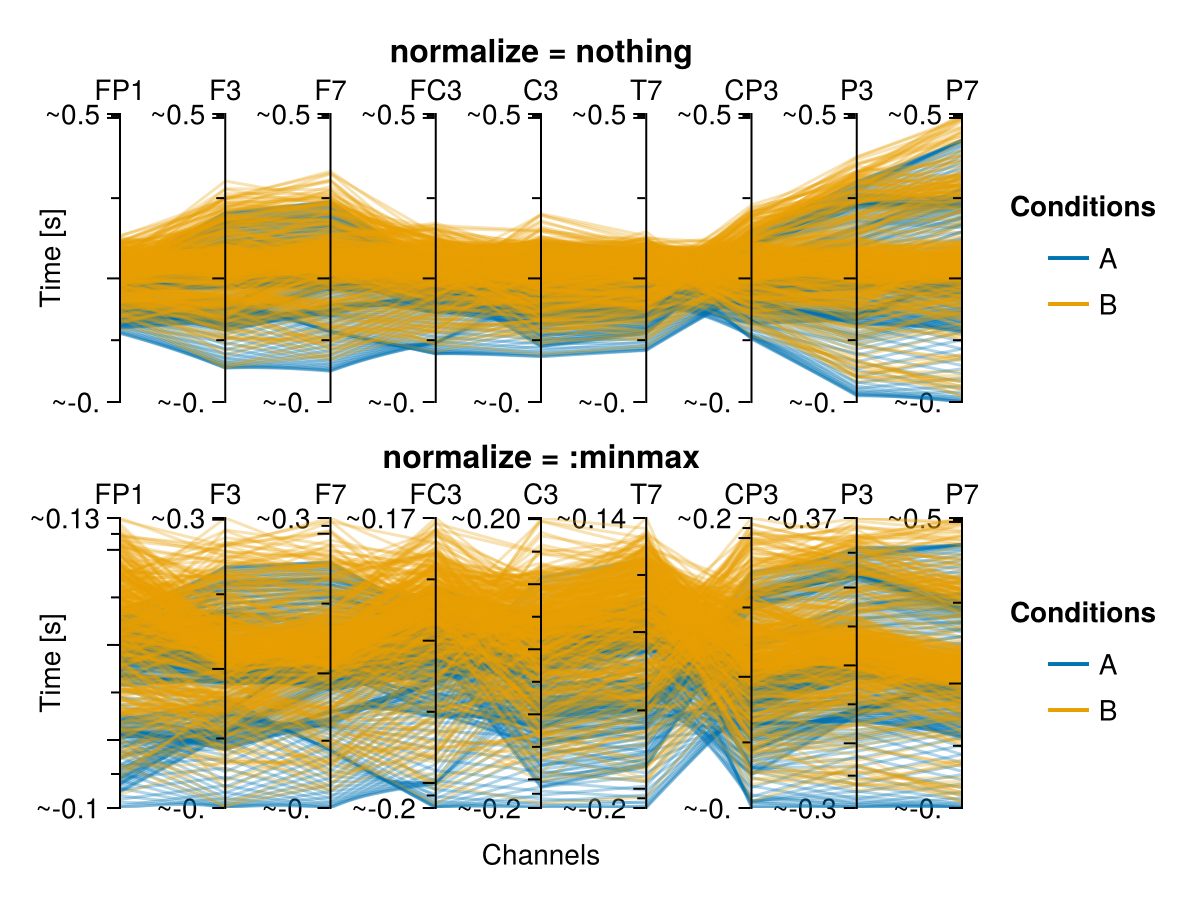 normalize = nothing
FP1 F3 F7 FC3 C3 T7 CP3 P3 P7
~0.5 ~0.5 ~0.5 ~0.5 ~0.5 ~0.5 ~0.5 ~0.5 ~0.5
Time [s]
~-0. ~-0. ~-0. ~-0. ~-0. ~-0. ~-0. ~-0. ~-0.
Conditions
A
B
normalize = :minmax
FP1 F3 F7 FC3 C3 T7 CP3 P3 P7
~0.13 ~0.3 ~0.3 ~0.17 ~0.20 ~0.14 ~0.2 ~0.37 ~0.5
Time [s]
~-0.1 ~-0. ~-0. ~-0.2 ~-0.2 ~-0.2 ~-0. ~-0.3 ~-0.
Channels
Conditions
A
B